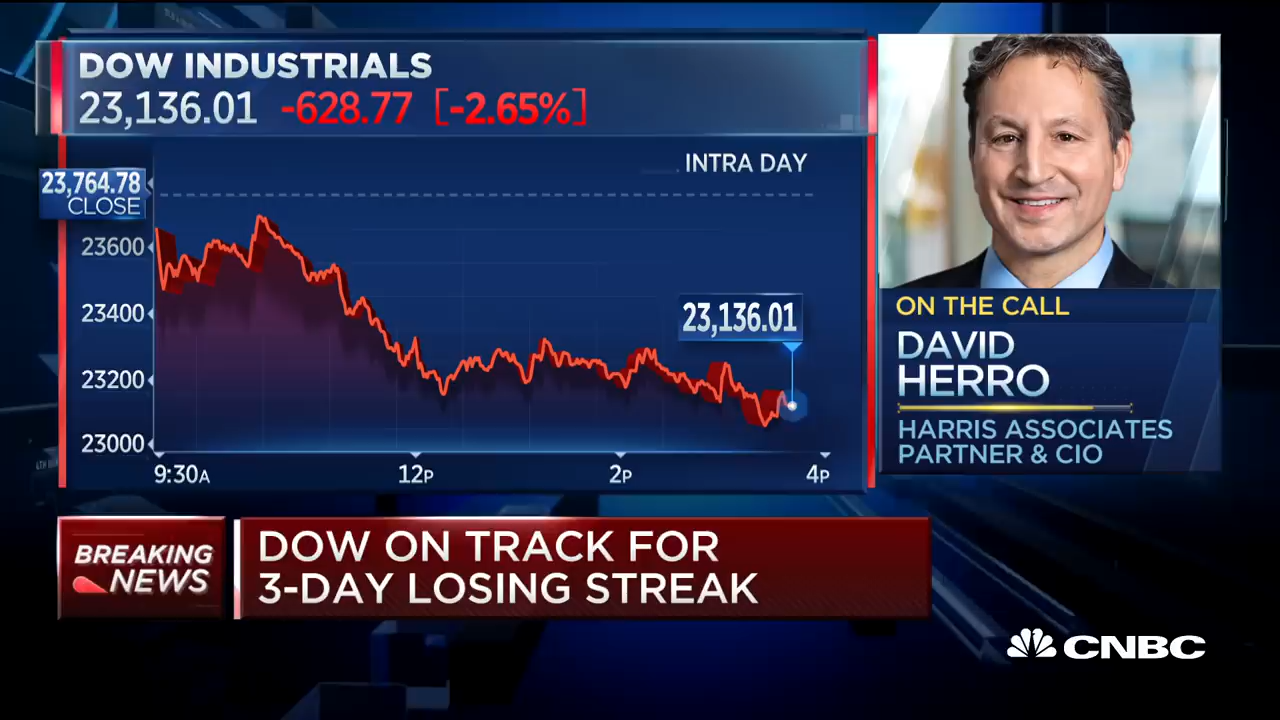 DOW INDUSTRIALS
23,136.01 -628.77 [-2.65%]
INTRA DAY
23,764.78
CLOSE
23600
23400
23200
23000
23,136.01
9:30A 12P 2P 4P
ON THE CALL
DAVID
HERRO
HARRIS ASSOCIATES
PARTNER & CIO
BREAKING
NEWS
DOW ON TRACK FOR
3-DAY LOSING STREAK
CNBC